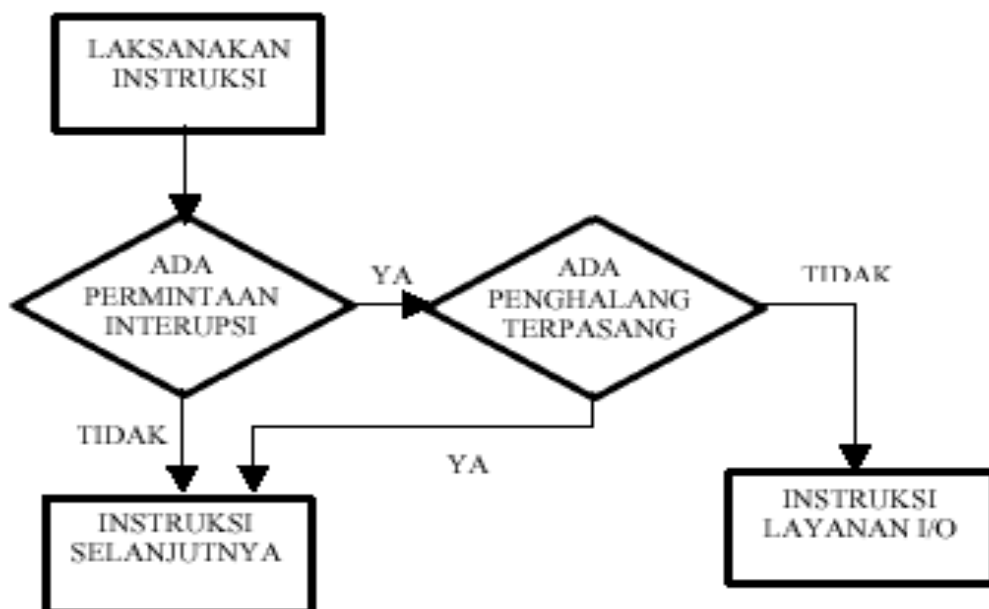 LAKSANAKAN
INSTRUKSI
ADA
PERMINTAAN
INTERUPSI
YA
ADA
PENGHALANG
TERPASANG
TIDAK
TIDAK
YA
INSTRUKSI
SELANJUTNYA
INSTRUKSI
LAYANAN I/O